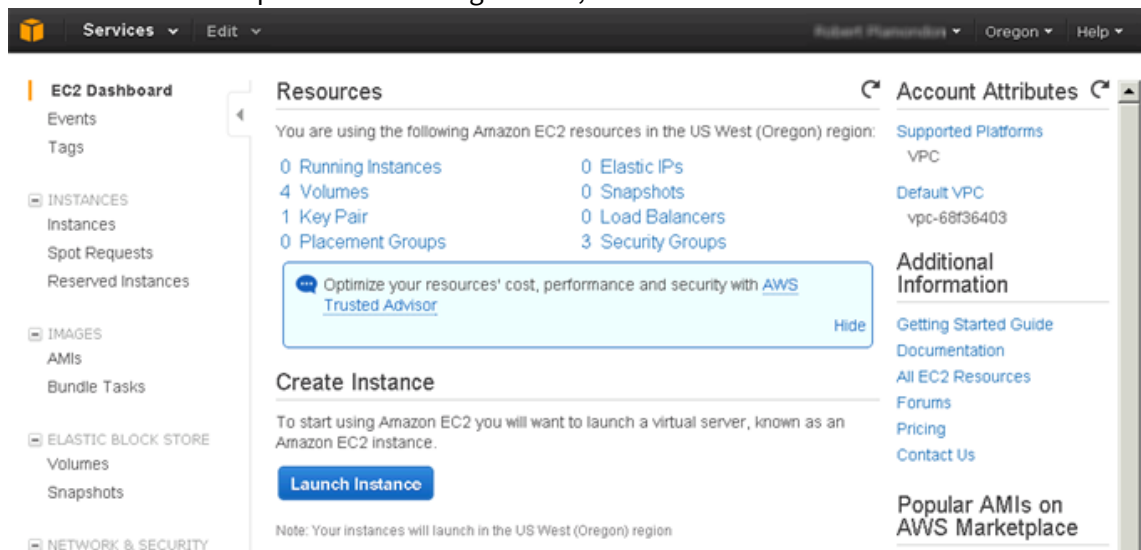 Services Edit Oregon Help
EC2 Dashboard
Events
Tags
INSTANCES
Instances
Spot Requests
Reserved Instances
IMAGES
AMIs
Bundle Tasks
ELASTIC BLOCK STORE
Volumes
Snapshots
NETWORK & SECURITY
Resources
You are using the following Amazon EC2 resources in the US West (Oregon) region:
0 Running Instances
0 Elastic IPs
4 Volumes
0 Snapshots
1 Key Pair
0 Load Balancers
0 Placement Groups
3 Security Groups
Optimize your resources' cost, performance and security with AWS
Trusted Advisor
Hide
Create Instance
To start using Amazon EC2 you will want to launch a virtual server, known as an
Amazon EC2 instance.
Launch Instance
Note: Your instances will launch in the US West (Oregon) region
Account Attributes
Supported Platforms
VPC
Default VPC
vpc-68f36403
Additional
Information
Getting Started Guide
Documentation
All EC2 Resources
Forums
Pricing
Contact Us
Popular AMIs on
AWS Marketplace